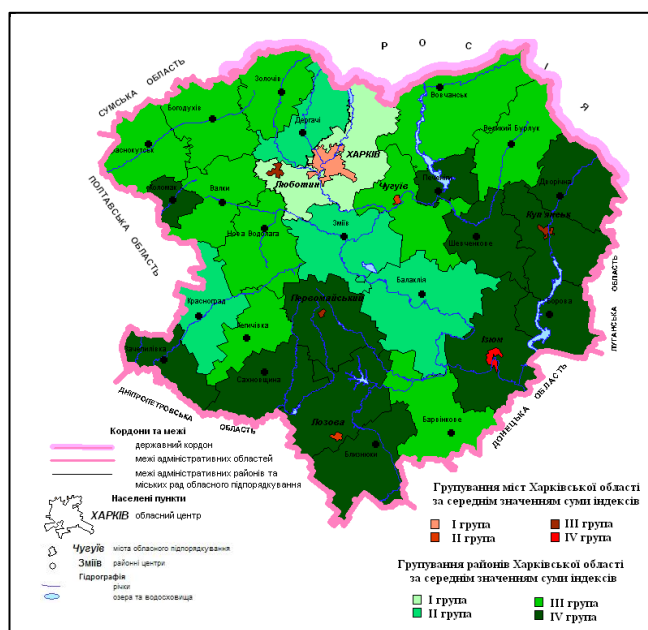 Р О С І Я
СУМСЬКА ОБЛАСТЬ
ПОЛТАВСЬКА ОБЛАСТЬ
ДНІПРОПЕТРОВСЬКА ОБЛАСТЬ
ДОНЕЦЬКА ОБЛАСТЬ
ЛУГАНСЬКА ОБЛАСТЬ
Золочів
Богодухів
Дергачі
Вовчанськ
Великий Бурлук
ХАРКІВ
Люботин
Чугуїв
Валки
Дворічна
Куп'янськ
Нова Водолага
Зміїв
Шевченкове
Балаклія
Борова
Красноград
Первомайський
Ізюм
Сахновщина
Лозова
Барвінкове
Близнюки
Кордони та межі
державний кордон
межі адміністративних областей
межі адміністративних районів та
міських рад обласного підпорядкування
Населені пункти
ХАРКІВ обласний центр
Чугуїв міста обласного підпорядкування
Зміїв районні центри
Гідрографія
річки
озера та водосховища
Групування міст Харківської області
за середнім значенням суми індексів
І група
ІІІ група
ІІ група
IV група
Групування районів Харківської області
за середнім значенням суми індексів
І група
ІІІ група
ІІ група
IV група